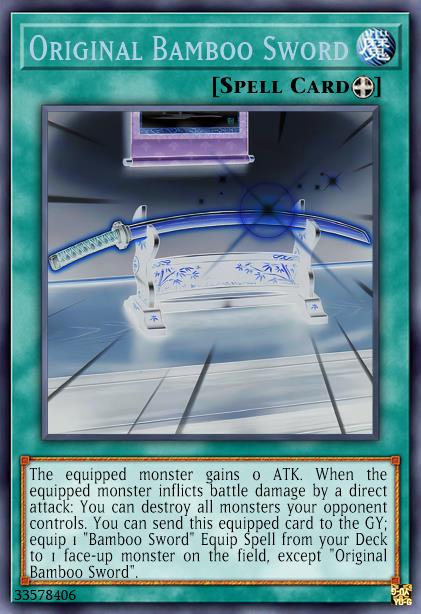 Original Bamboo Sword
魔
[Spell Card]
The equipped monster gains 0 ATK. When the
equipped monster inflicts battle damage by a direct
attack: You can destroy all monsters your opponent
controls. You can send this equipped card to the GY;
equip 1 "Bamboo Sword" Equip Spell from your Deck
to 1 face-up monster on the field, except "Original
Bamboo Sword".
33578406